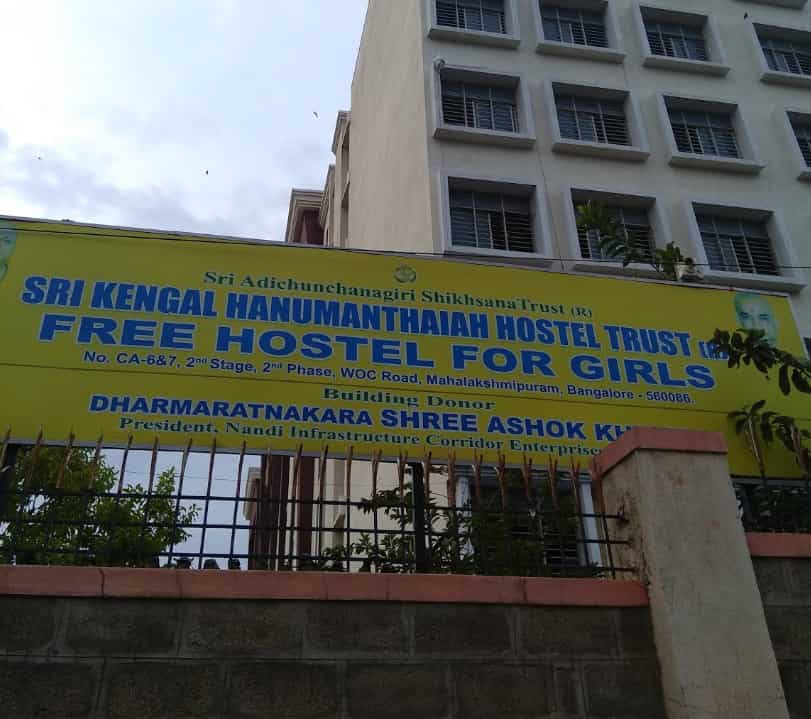 Sri Adichunchanagiri ShikhsanaTrust (R)
SRI KENGAL HANUMANTHAIAH HOSTEL TRUST
FREE HOSTEL FOR GIRLS
No. CA-6&7, 2nd Stage, 2nd Phase, WOC Road, Mahalakshmipuram, Bangalore - 560086.
Building Donor
DHARMARATNAKARA SHREE ASHOK
President, Nandi Infrastructure Corridor